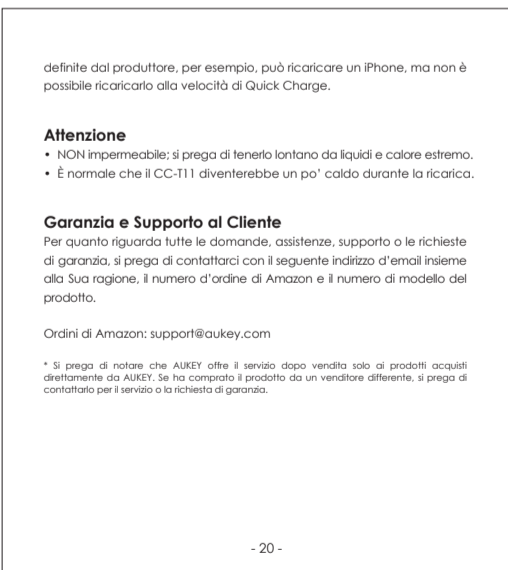 definite dal produttore, per esempio, può ricaricare un iPhone, ma non è
possibile ricaricarlo alla velocità di Quick Charge.
Attenzione
• NON impermeabile; si prega di tenerlo lontano da liquidi e calore estremo.
• È normale che il CC-T11 diventerebbe un po’ caldo durante la ricarica.
Garanzia e Supporto al Cliente
Per quanto riguarda tutte le domande, assistenze, supporto o le richieste
di garanzia, si prega di contattarci con il seguente indirizzo d’email insieme
alla Sua ragione, il numero d’ordine di Amazon e il numero di modello del
prodotto.
Ordini di Amazon: support@aukey.com
* Si prega di notare che AUKEY offre il servizio dopo vendita solo ai prodotti acquisti
direttamente da AUKEY. Se ha comprato il prodotto da un venditore differente, si prega di
contattarlo per il servizio o la richiesta di garanzia.
- 20 -